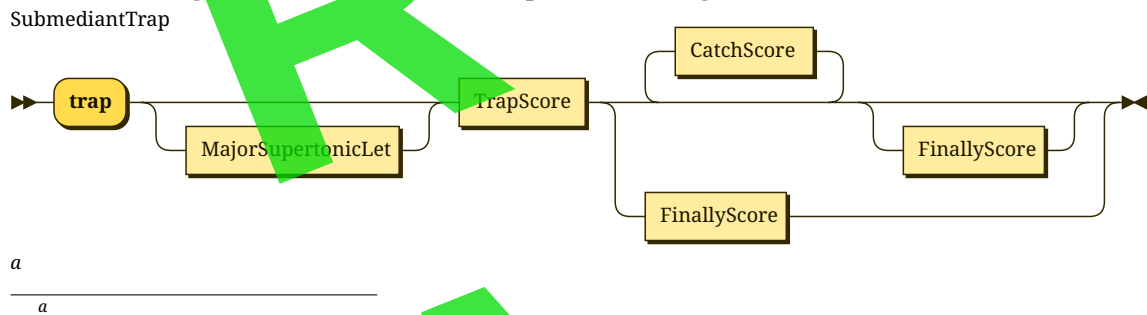 SubmediantTrap
CatchScore
trap TrapScore
MajorSupertonicLet FinallyScore
FinallyScore
a
a